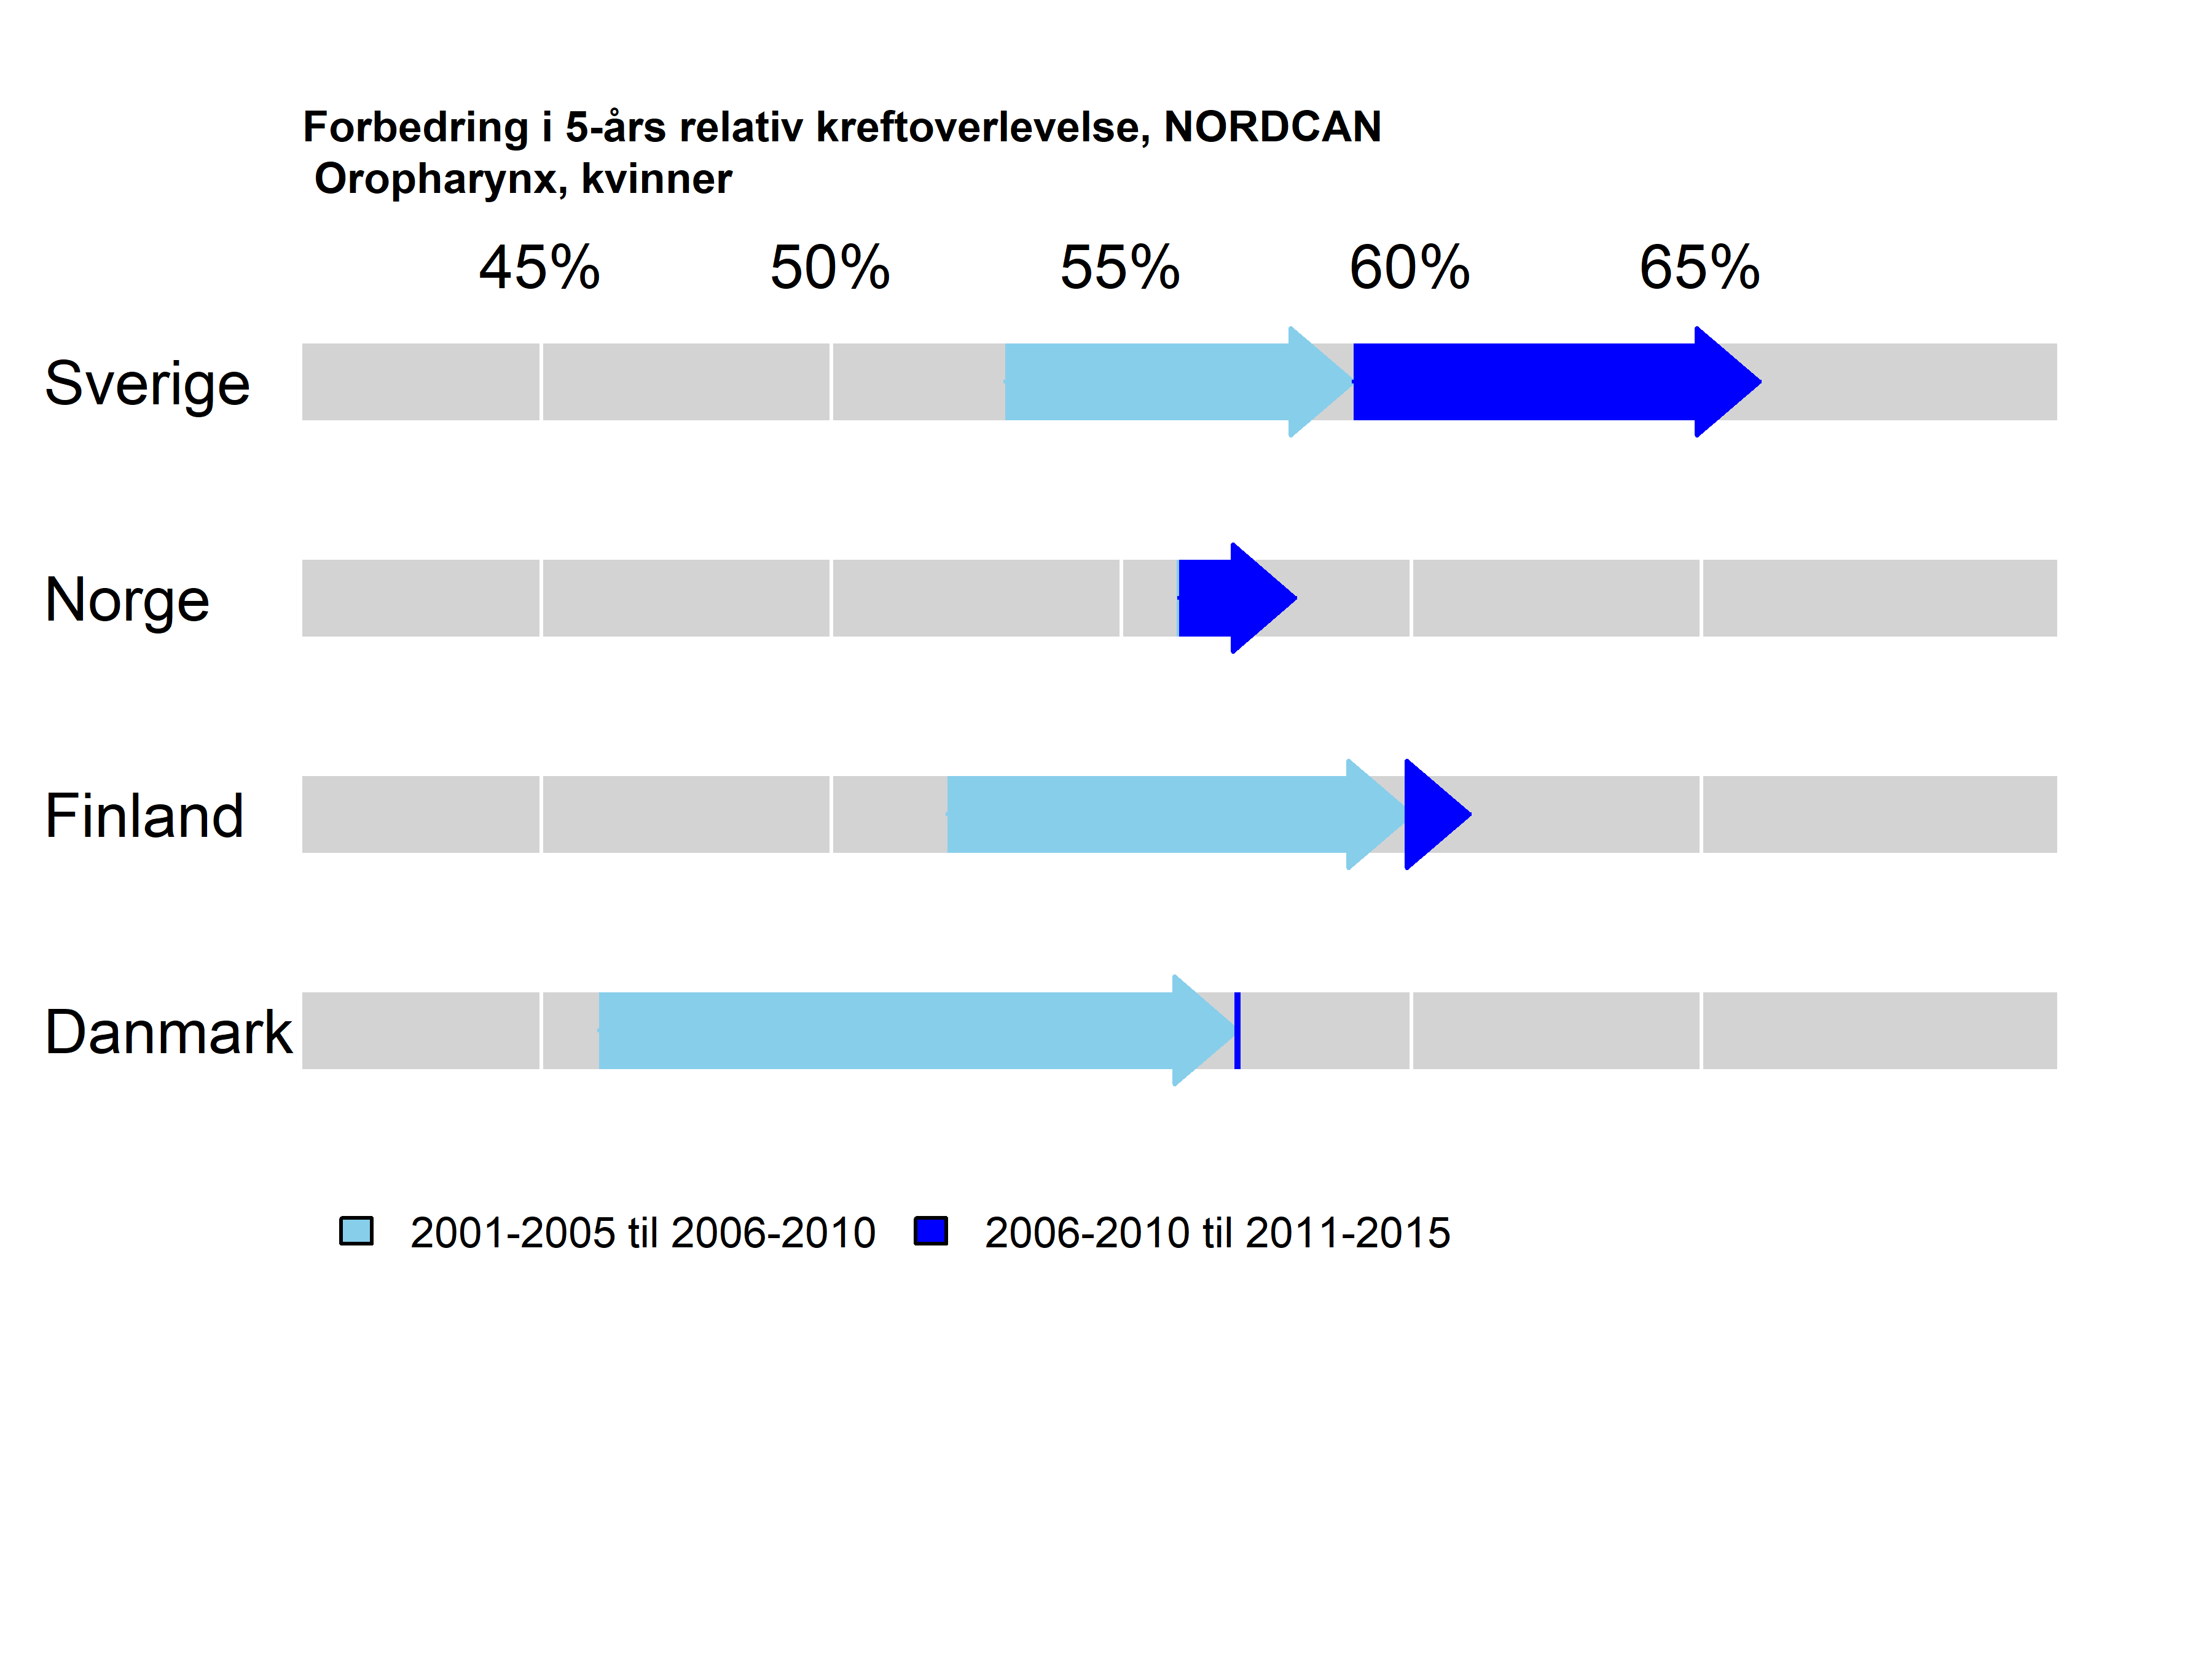 Forbedring i 5-års relativ kreftoverlevelse, NORDCAN
Oropharynx, kvinner
45% 50% 55% 60% 65%
Sverige
Norge
Finland
Danmark
2001-2005 til 2006-2010 2006-2010 til 2011-2015